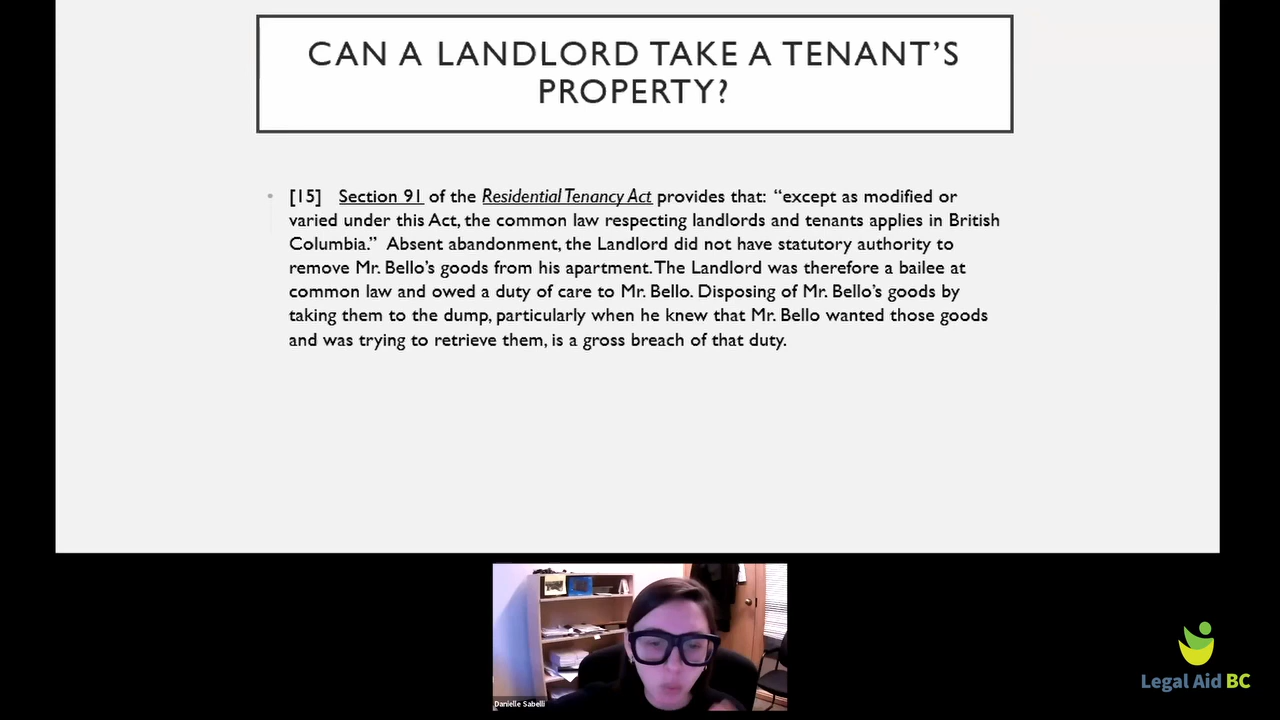 CAN A LANDLORD TAKE A TENANT’S
PROPERTY?
• [15] Section 91 of the Residential Tenancy Act provides that: “except as modified or
varied under this Act, the common law respecting landlords and tenants applies in British
Columbia.” Absent abandonment, the Landlord did not have statutory authority to
remove Mr. Bello’s goods from his apartment. The Landlord was therefore a bailee at
common law and owed a duty of care to Mr. Bello. Disposing of Mr. Bello’s goods by
taking them to the dump, particularly when he knew that Mr. Bello wanted those goods
and was trying to retrieve them, is a gross breach of that duty.
Danielle Sabelli
Legal Aid BC